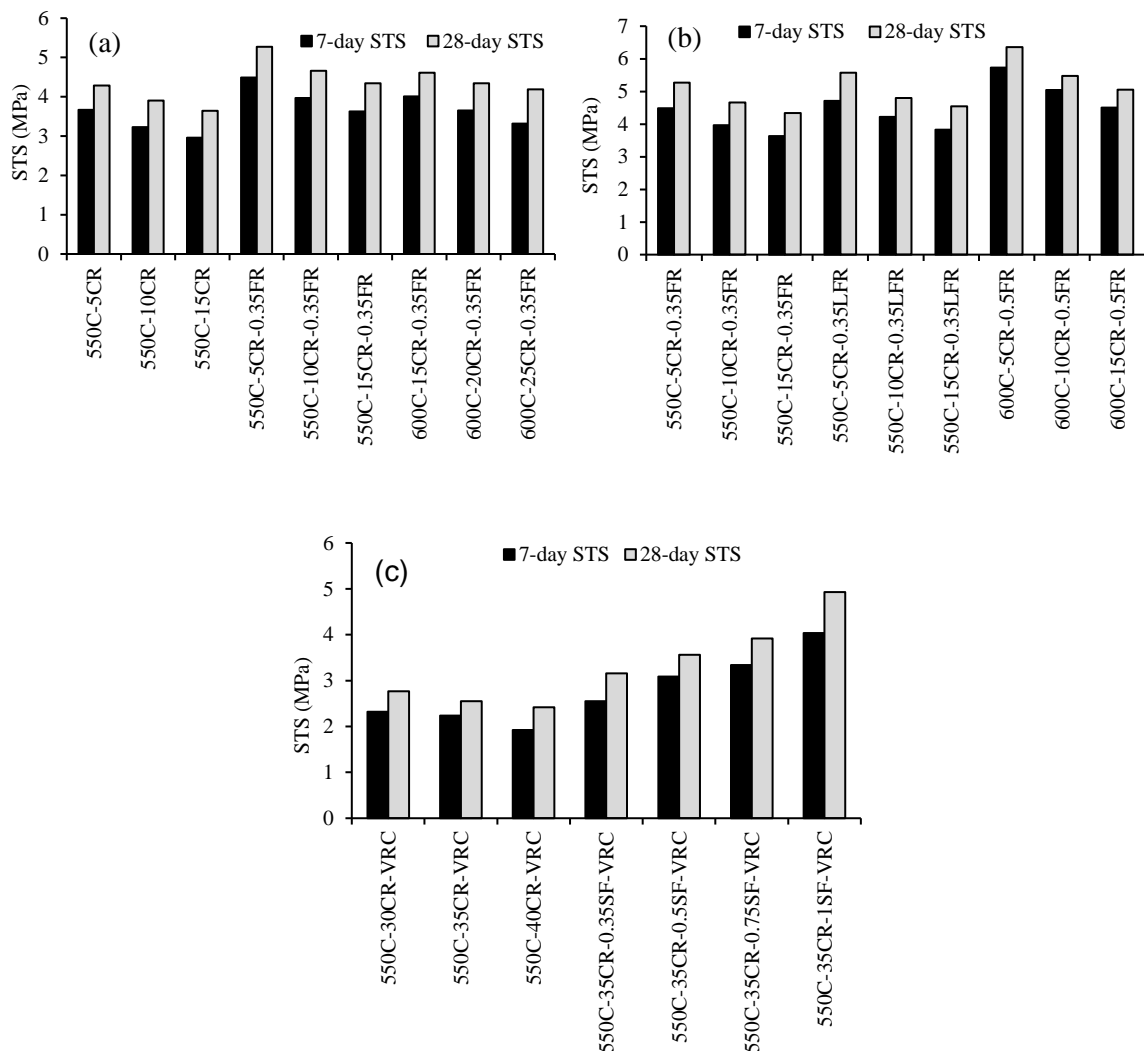 (a)
7-day STS 28-day STS
STS (MPa)
6
5
4
3
2
1
0
550C-5CR
550C-10CR
550C-15CR
550C-5CR-0.35FR
550C-10CR-0.35FR
550C-15CR-0.35FR
600C-15CR-0.35FR
600C-20CR-0.35FR
600C-25CR-0.35FR
(b)
7-day STS 28-day STS
STS (MPa)
7
6
5
4
3
2
1
0
550C-5CR-0.35FR
550C-10CR-0.35FR
550C-15CR-0.35FR
550C-5CR-0.35LFR
550C-10CR-0.35LFR
550C-15CR-0.35LFR
600C-5CR-0.5FR
600C-10CR-0.5FR
600C-15CR-0.5FR
(c)
7-day STS 28-day STS
STS (MPa)
6
5
4
3
2
1
0
550C-30CR-VRC
550C-35CR-VRC
550C-40CR-VRC
550C-35CR-0.35SF-VRC
550C-35CR-0.5SF-VRC
550C-35CR-0.75SF-VRC
550C-35CR-1SF-VRC